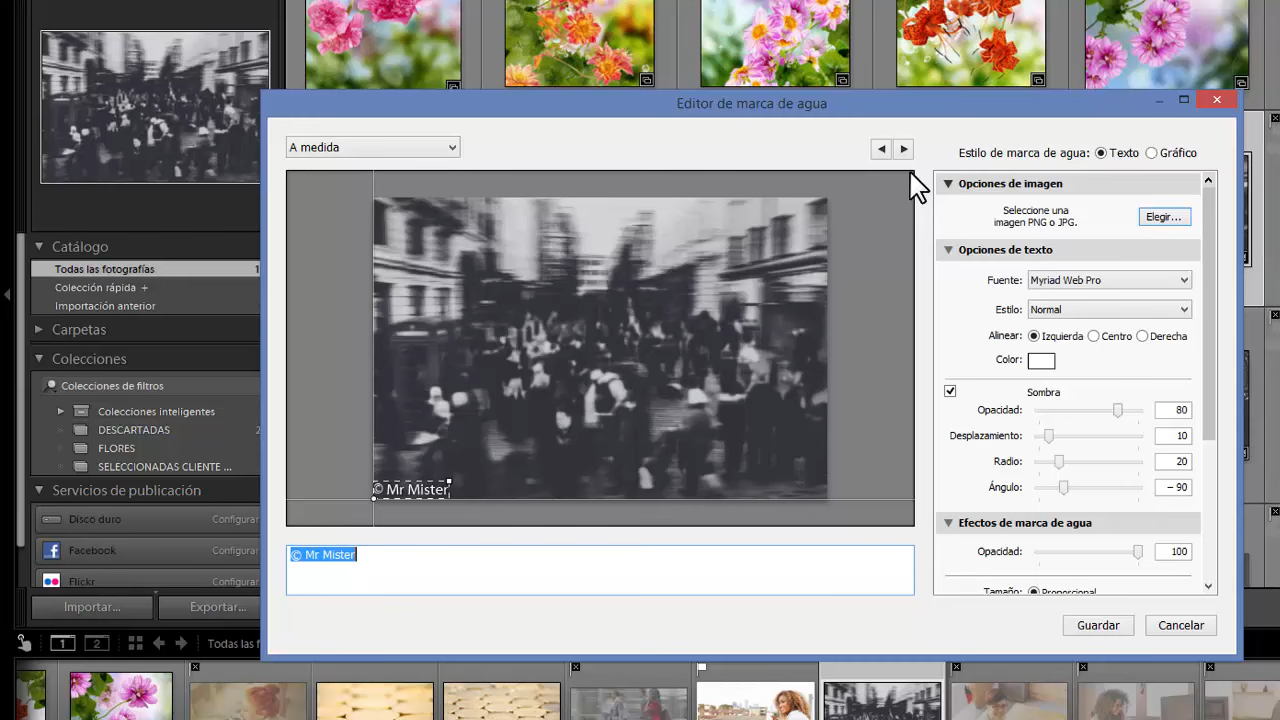 Editor de marca de agua
A medida
Estilo de marca de agua: Texto Gráfico
Opciones de imagen
Seleccione una
imagen PNG o JPG.
Elegir...
Opciones de texto
Fuente: Myriad Web Pro
Estilo: Normal
Alinear: Izquierda Centro Derecha
Color:
Sombra
Opacidad: 80
Desplazamiento: 10
Radio: 20
Ángulo: – 90
Efectos de marca de agua
Opacidad: 100
Tamaño: Proporcional
© Mr Mister
© Mr Mister
Guardar Cancelar
Catálogo
Todas las fotografías 1
Colección rápida +
Importación anterior
Carpetas
Colecciones
Colecciones de filtros
Colecciones inteligentes
DESCARTADAS 2
FLORES
SELECCIONADAS CLIENTE ...
Servicios de publicación
Disco duro Configurar
Facebook Configurar
Flickr Configurar
Importar... Exportar...
1 2 Todas las f